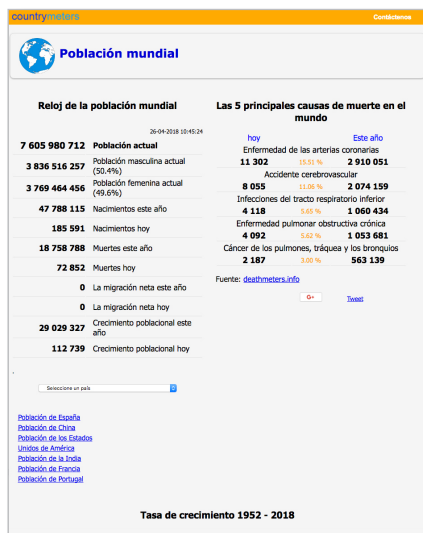 countrymeters
Contáctenos
Población mundial
Reloj de la población mundial
26-04-2018 10:45:24
7 605 980 712 Población actual
3 836 516 257 Población masculina actual
(50.4%)
3 769 464 456 Población femenina actual
(49.6%)
47 788 115 Nacimientos este año
185 591 Nacimientos hoy
18 758 788 Muertes este año
72 852 Muertes hoy
0 La migración neta este año
0 La migración neta hoy
29 029 327 Crecimiento poblacional este
año
112 739 Crecimiento poblacional hoy
.
Seleccione un país
Población de España
Población de China
Población de los Estados
Unidos de América
Población de la India
Población de Francia
Población de Portugal
Las 5 principales causas de muerte en el
mundo
hoy Este año
Enfermedad de las arterias coronarias
11 302 15.51 % 2 910 051
Accidente cerebrovascular
8 055 11.06 % 2 074 159
Infecciones del tracto respiratorio inferior
4 118 5.65 % 1 060 434
Enfermedad pulmonar obstructiva crónica
4 092 5.62 % 1 053 681
Cáncer de los pulmones, tráquea y los bronquios
2 187 3.00 % 563 139
Fuente: deathmeters.info
G+ Tweet
Tasa de crecimiento 1952 - 2018